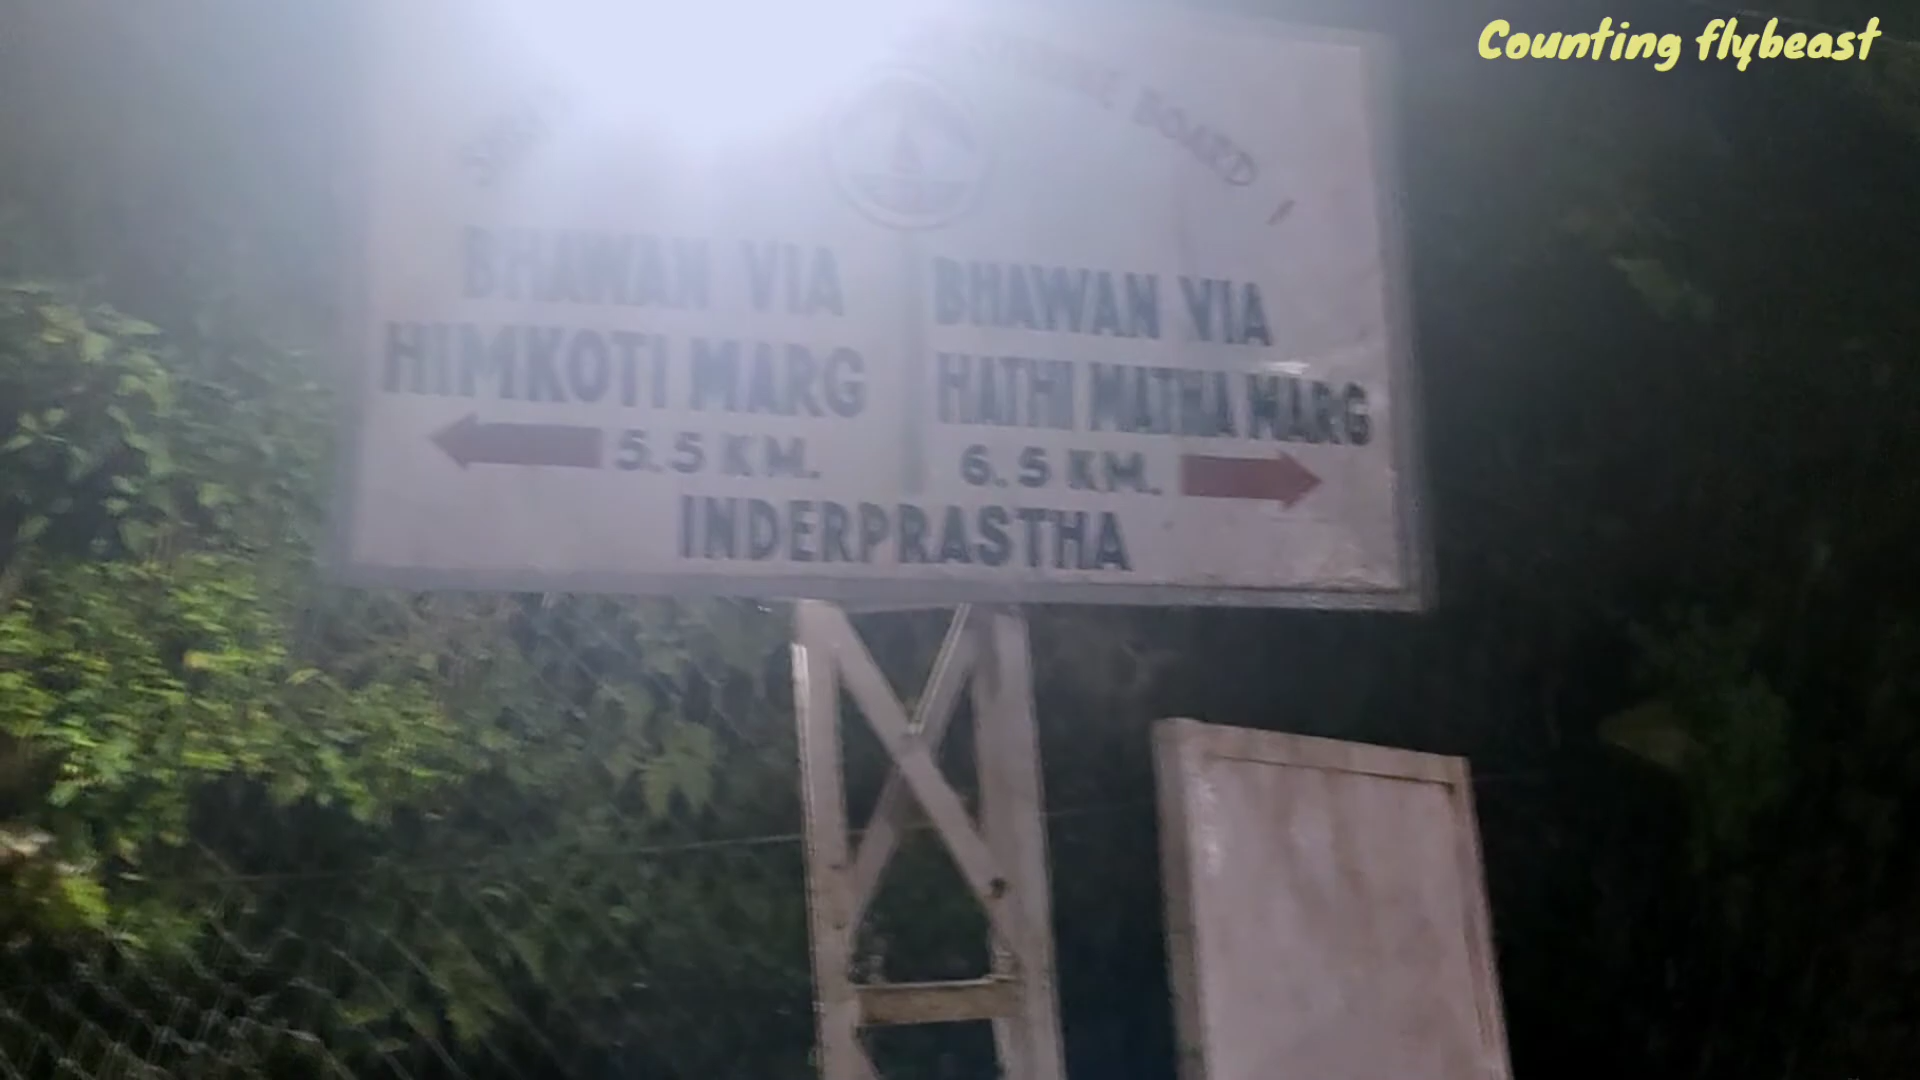 Counting flybeast
BOARD
BHAWAN VIA
HIMKOTI MARG
5.5 KM.
BHAWAN VIA
HATHI MATHA MARG
6.5 KM.
INDERPRASTHA